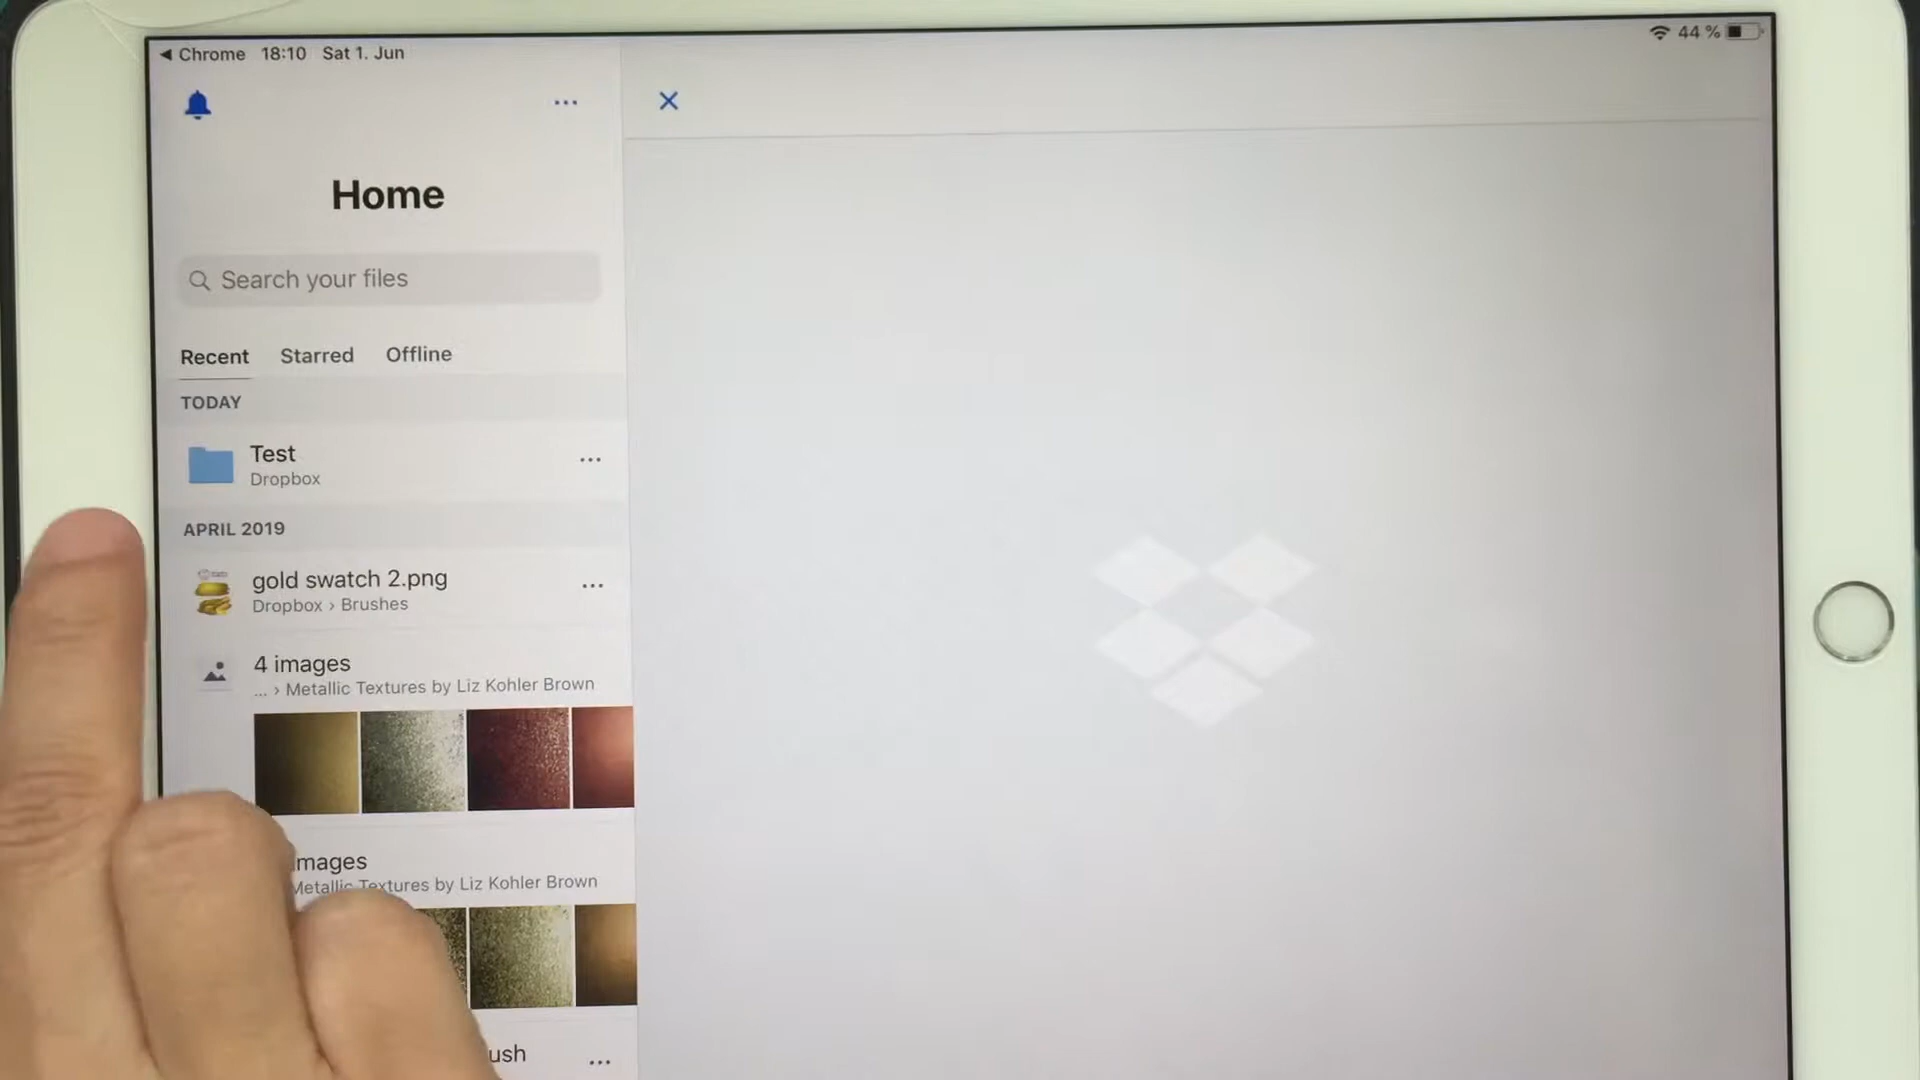 ◀ Chrome 18:10 Sat 1. Jun
44 %
Home
Search your files
Recent Starred Offline
TODAY
Test
Dropbox
APRIL 2019
gold swatch 2.png
Dropbox › Brushes
4 images
... › Metallic Textures by Liz Kohler Brown
images
Metallic Textures by Liz Kohler Brown
ush